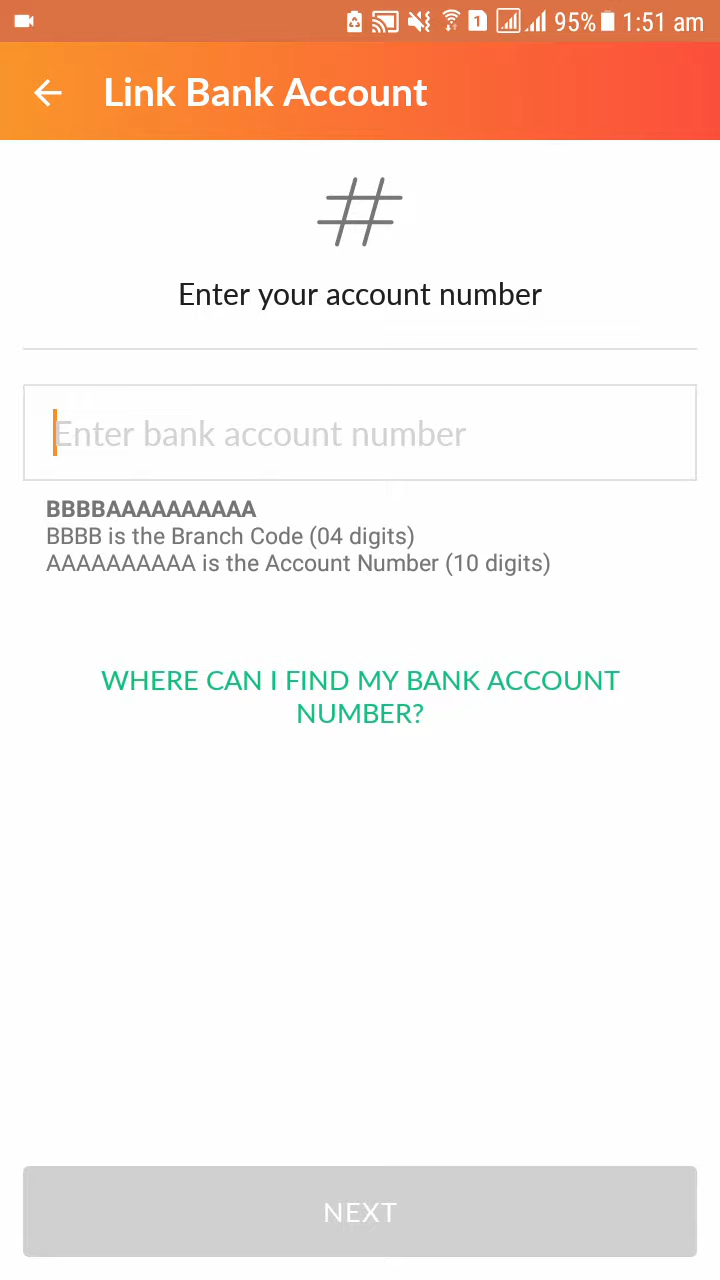 1 95% 1:51 am
Link Bank Account
Enter your account number
Enter bank account number
BBBBAAAAAAAAAA
BBBB is the Branch Code (04 digits)
AAAAAAAAAA is the Account Number (10 digits)
WHERE CAN I FIND MY BANK ACCOUNT
NUMBER?
NEXT